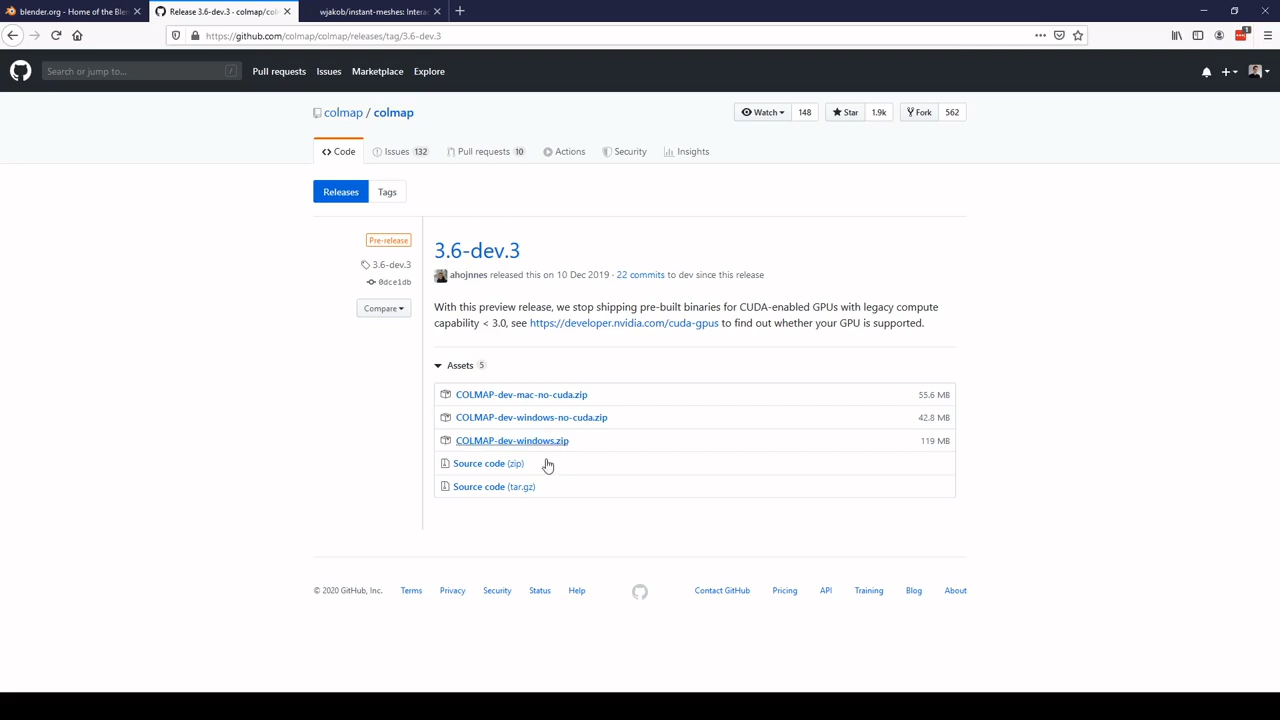 blender.org - Home of the Ble
Release 3.6-dev.3 - colmap/col
wjakob/instant-meshes: Intera
https://github.com/colmap/colmap/releases/tag/3.6-dev.3
1
Search or jump to...
/
Pull requests
Issues
Marketplace
Explore
colmap / colmap
Watch 148
Star 1.9k
Fork 562
Code
Issues 132
Pull requests 10
Actions
Security
Insights
Releases
Tags
Pre-release
3.6-dev.3
0dce1db
Compare
3.6-dev.3
ahojnnes released this on 10 Dec 2019 · 22 commits to dev since this release
With this preview release, we stop shipping pre-built binaries for CUDA-enabled GPUs with legacy compute
capability < 3.0, see https://developer.nvidia.com/cuda-gpus to find out whether your GPU is supported.
Assets 5
COLMAP-dev-mac-no-cuda.zip 55.6 MB
COLMAP-dev-windows-no-cuda.zip 42.8 MB
COLMAP-dev-windows.zip 119 MB
Source code (zip)
Source code (tar.gz)
© 2020 GitHub, Inc.
Terms
Privacy
Security
Status
Help
Contact GitHub
Pricing
API
Training
Blog
About